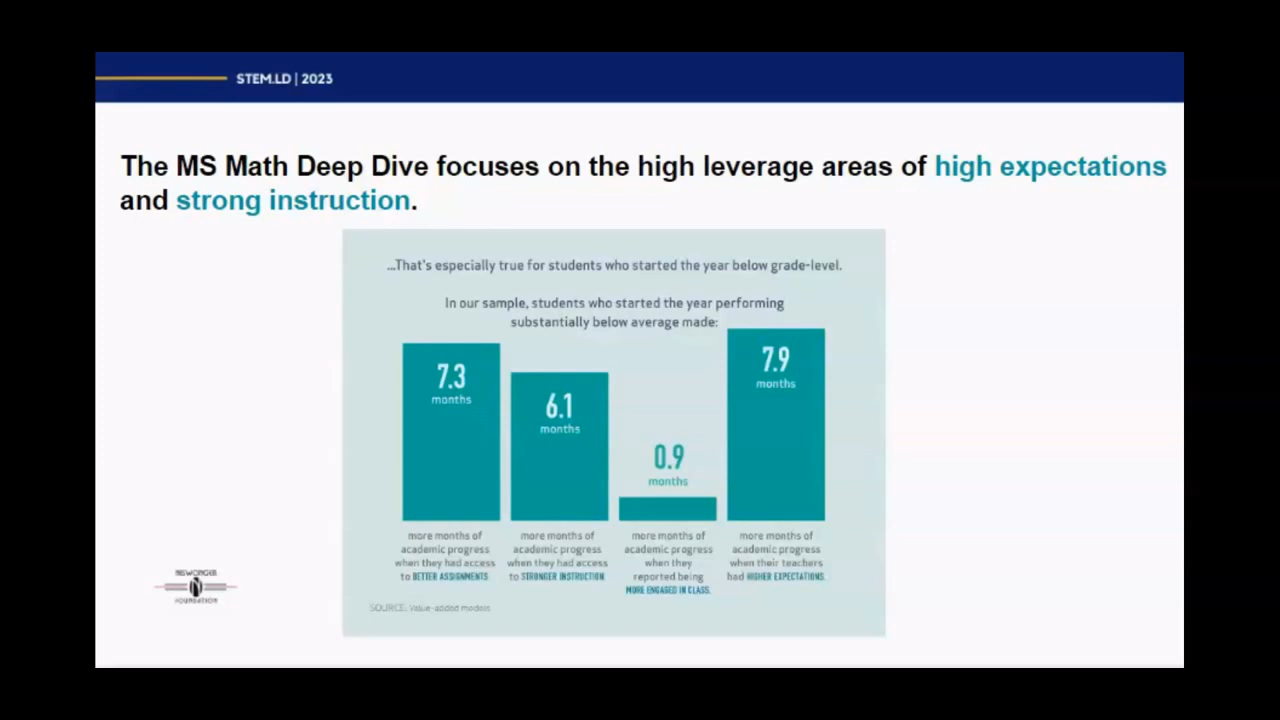 STEM.LD | 2023
The MS Math Deep Dive focuses on the high leverage areas of high expectations
and strong instruction.
...That's especially true for students who started the year below grade-level.
In our sample, students who started the year performing
substantially below average made:
7.3
months
6.1
months
0.9
months
7.9
months
more months of
academic progress
when they had access
to BETTER ASSIGNMENTS.
more months of
academic progress
when they had access
to STRONGER INSTRUCTION.
more months of
academic progress
when they
reported being
MORE ENGAGED IN CLASS.
more months of
academic progress
when their teachers
had HIGHER EXPECTATIONS.
SOURCE: Value-added models
NISWONGER
FOUNDATION